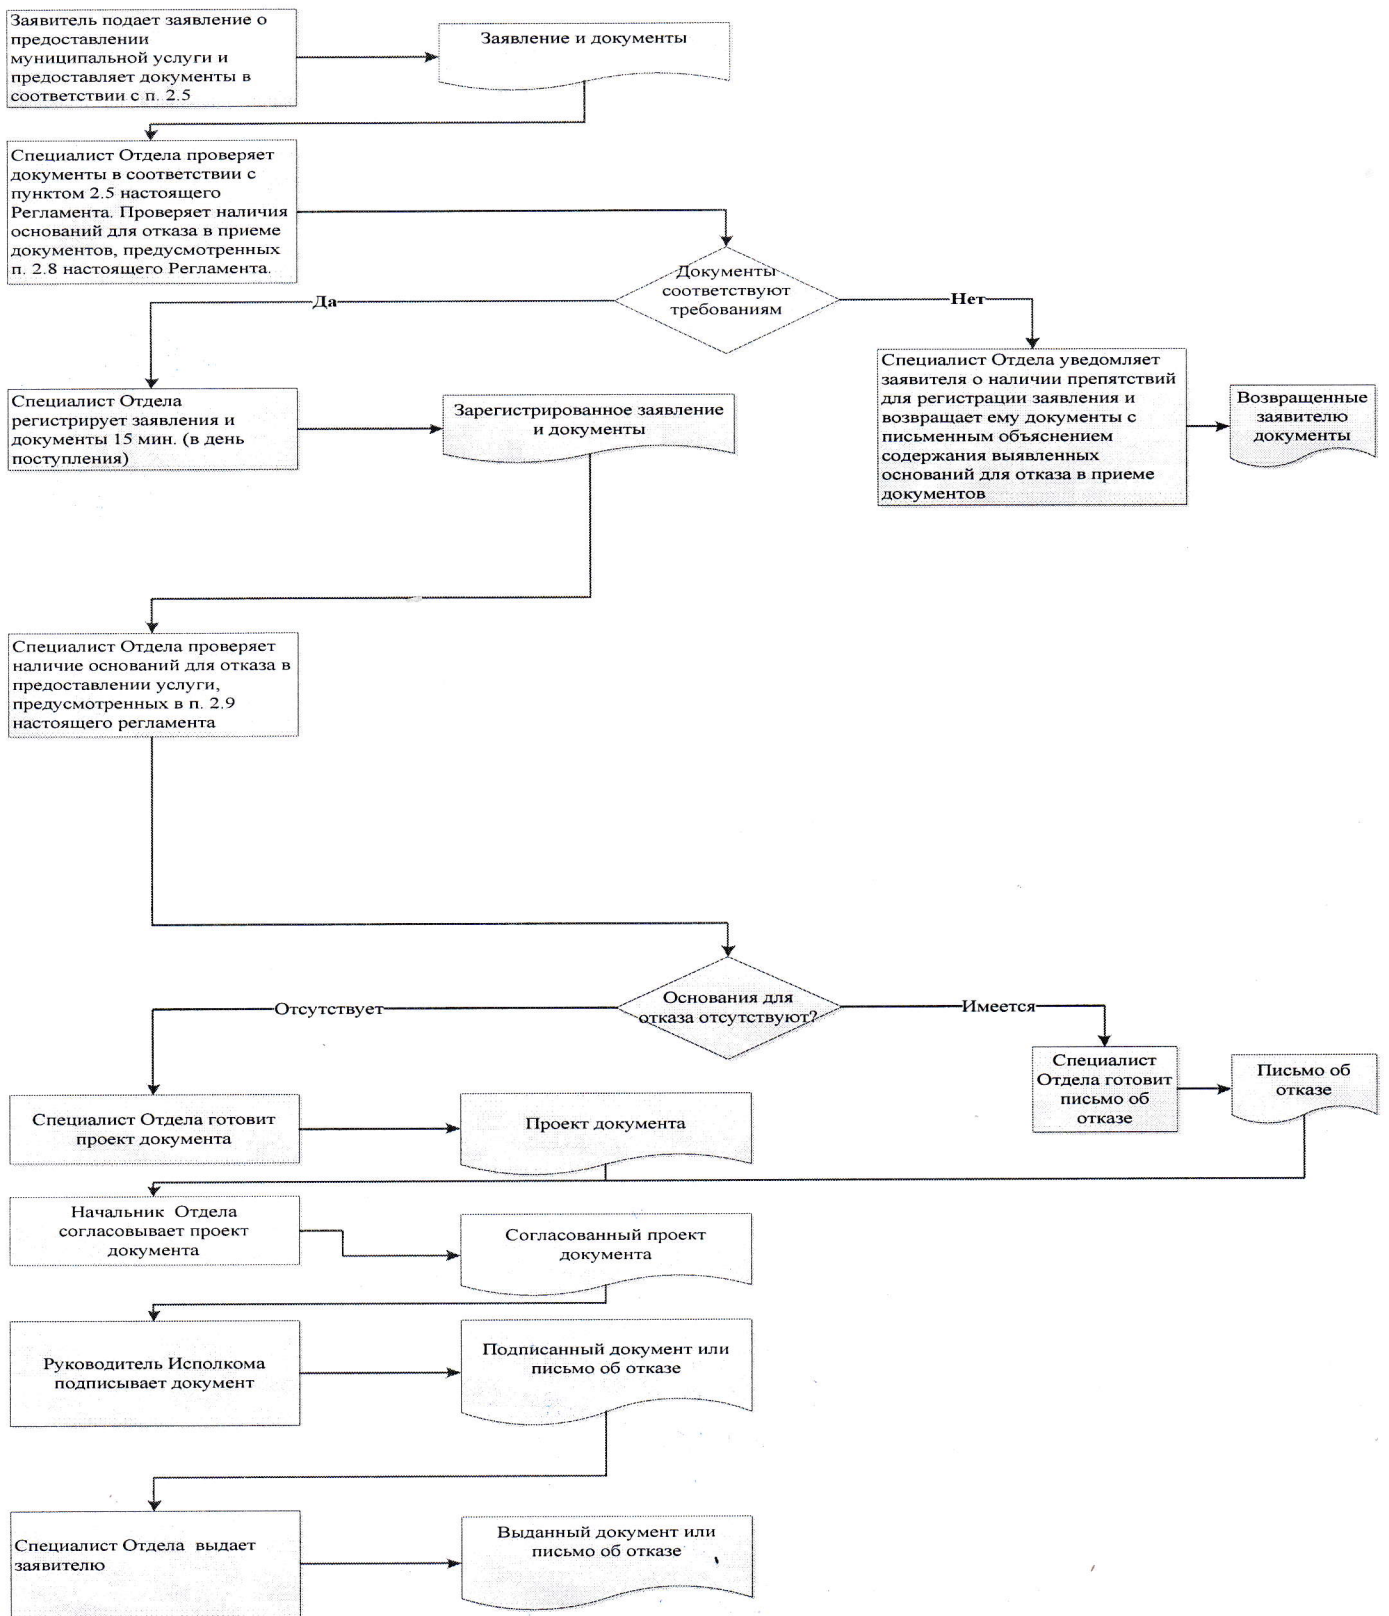 Заявитель подает заявление о
предоставлении
муниципальной услуги и
предоставляет документы в
соответствии с п. 2.5
Заявление и документы
Специалист Отдела проверяет
документы в соответствии с
пунктом 2.5 настоящего
Регламента. Проверяет наличия
оснований для отказа в приеме
документов, предусмотренных
п. 2.8 настоящего Регламента.
Документы
соответствуют
требованиям
Да
Нет
Специалист Отдела
регистрирует заявления и
документы 15 мин. (в день
поступления)
Зарегистрированное заявление
и документы
Специалист Отдела уведомляет
заявителя о наличии препятствий
для регистрации заявления и
возвращает ему документы с
письменным объяснением
содержания выявленных
оснований для отказа в приеме
документов
Возвращенные
заявителю
документы
Специалист Отдела проверяет
наличие оснований для отказа в
предоставлении услуги,
предусмотренных в п. 2.9
настоящего регламента
Основания для
отказа отсутствуют?
Отсутствует
Имеется
Специалист
Отдела готовит
письмо об
отказе
Письмо об
отказе
Специалист Отдела готовит
проект документа
Проект документа
Начальник Отдела
согласовывает проект
документа
Согласованный проект
документа
Руководитель Исполкома
подписывает документ
Подписанный документ или
письмо об отказе
Специалист Отдела выдает
заявителю
Выданный документ или
письмо об отказе